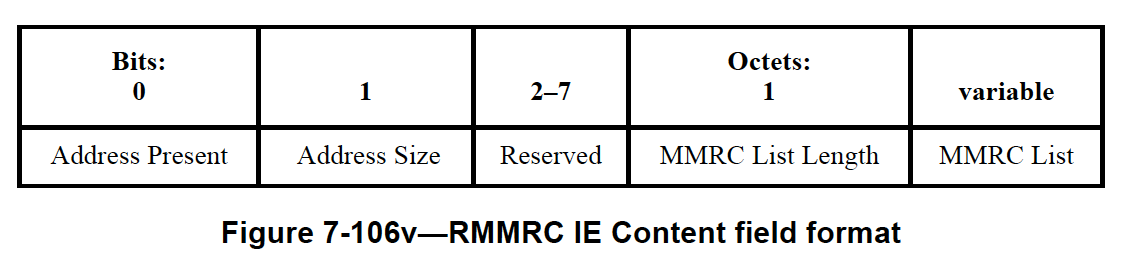 Bits:
0
1
2–7
Octets:
1
variable
Address Present
Address Size
Reserved
MMRC List Length
MMRC List
Figure 7-106v—RMMRC IE Content field format